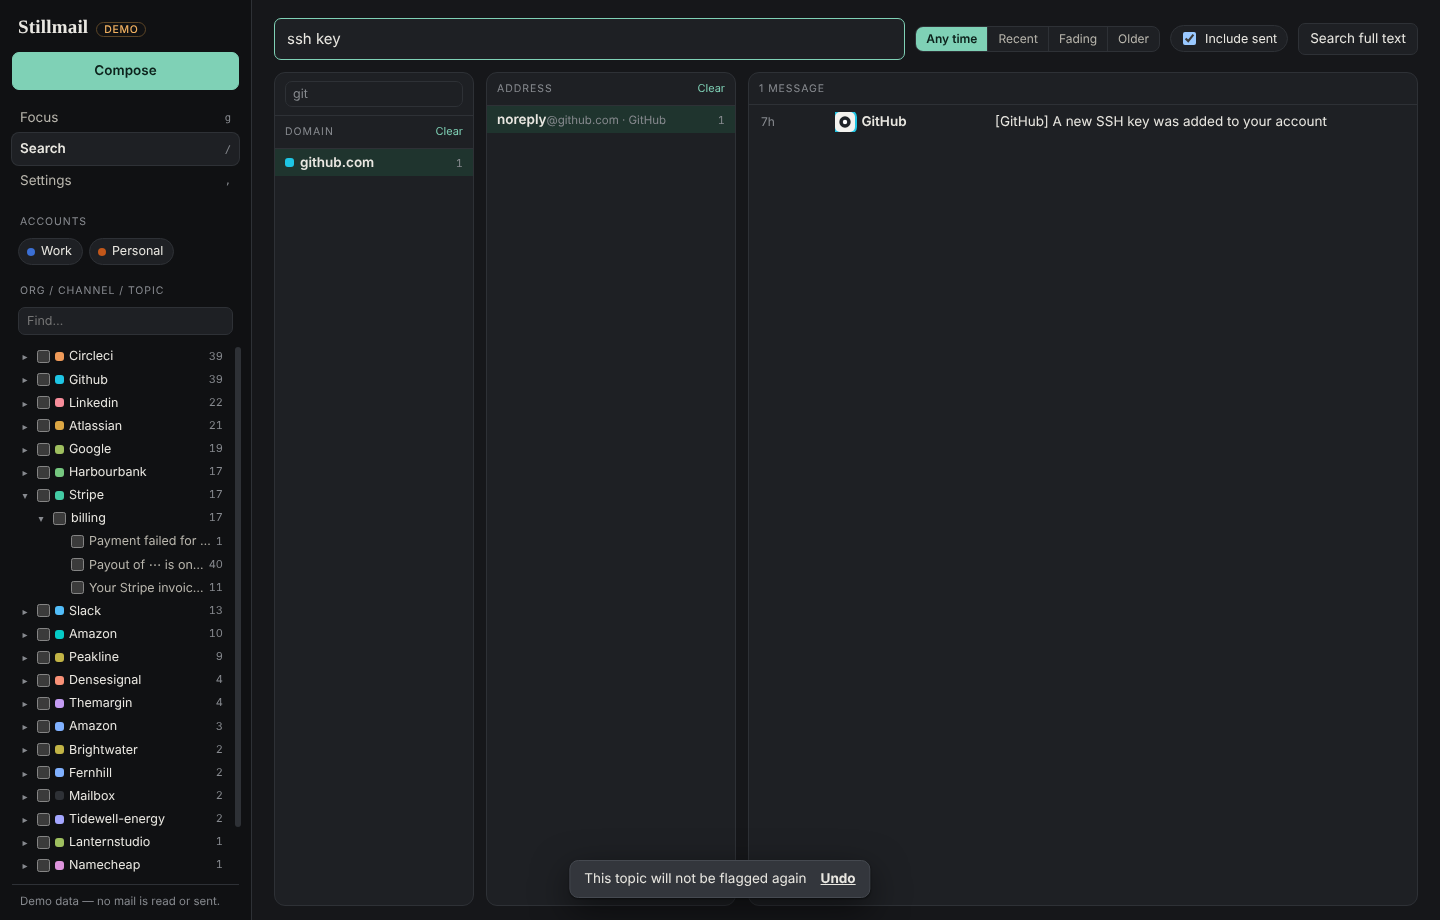 Stillmail DEMO
Compose
Focus g
Search /
Settings ,
ACCOUNTS
Work Personal
ORG / CHANNEL / TOPIC
Find...
Circleci 39
Github 39
Linkedin 22
Atlassian 21
Google 19
Harbourbank 17
Stripe 17
billing 17
Payment failed for ... 1
Payout of ··· is on... 40
Your Stripe invoic... 11
Slack 13
Amazon 10
Peakline 9
Densesignal 4
Themargin 4
Amazon 3
Brightwater 2
Fernhill 2
Mailbox 2
Tidewell-energy 2
Lanternstudio 1
Namecheap 1
Demo data — no mail is read or sent.
ssh key
Any time Recent Fading Older
Include sent
Search full text
git
DOMAIN Clear
github.com 1
ADDRESS Clear
noreply@github.com · GitHub 1
1 MESSAGE
7h GitHub [GitHub] A new SSH key was added to your account
This topic will not be flagged again Undo